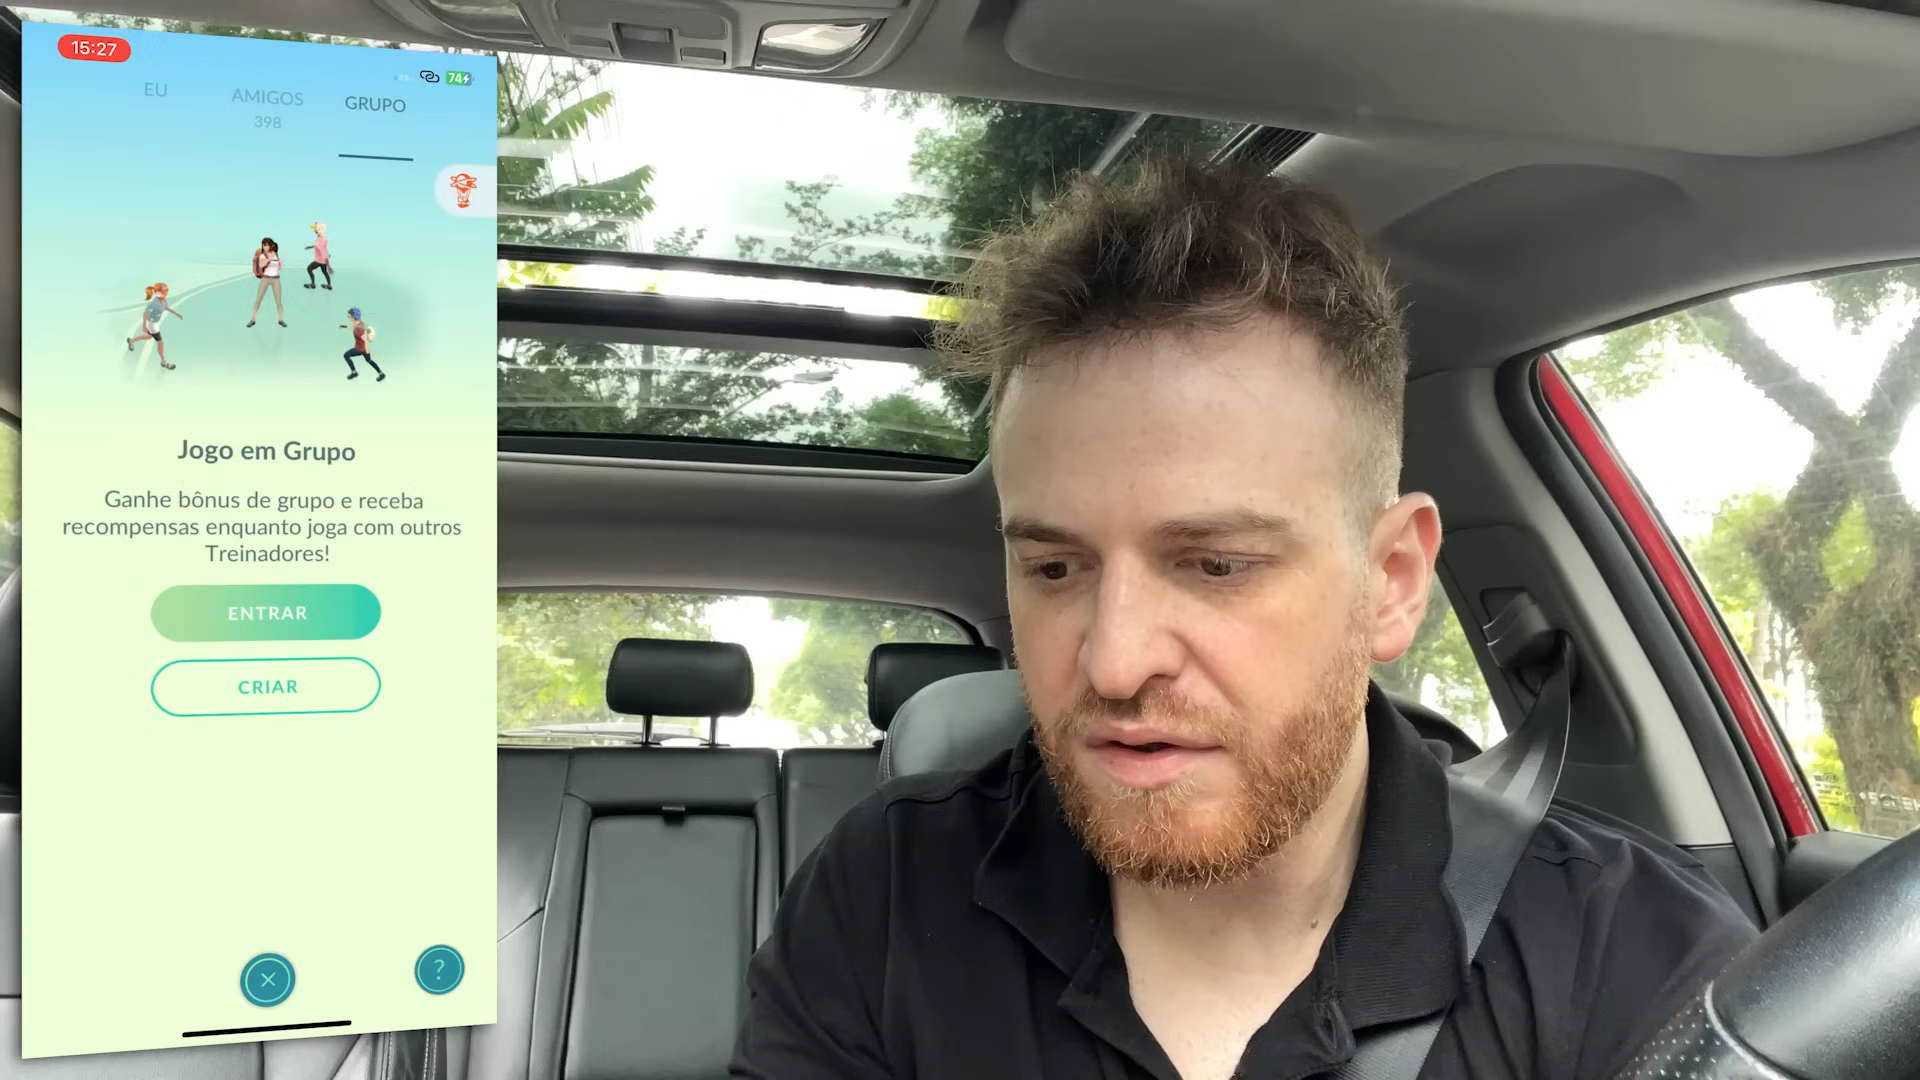 15:27
74
EU
AMIGOS
GRUPO
398
Jogo em Grupo
Ganhe bônus de grupo e receba
recompensas enquanto joga com outros
Treinadores!
ENTRAR
CRIAR
?